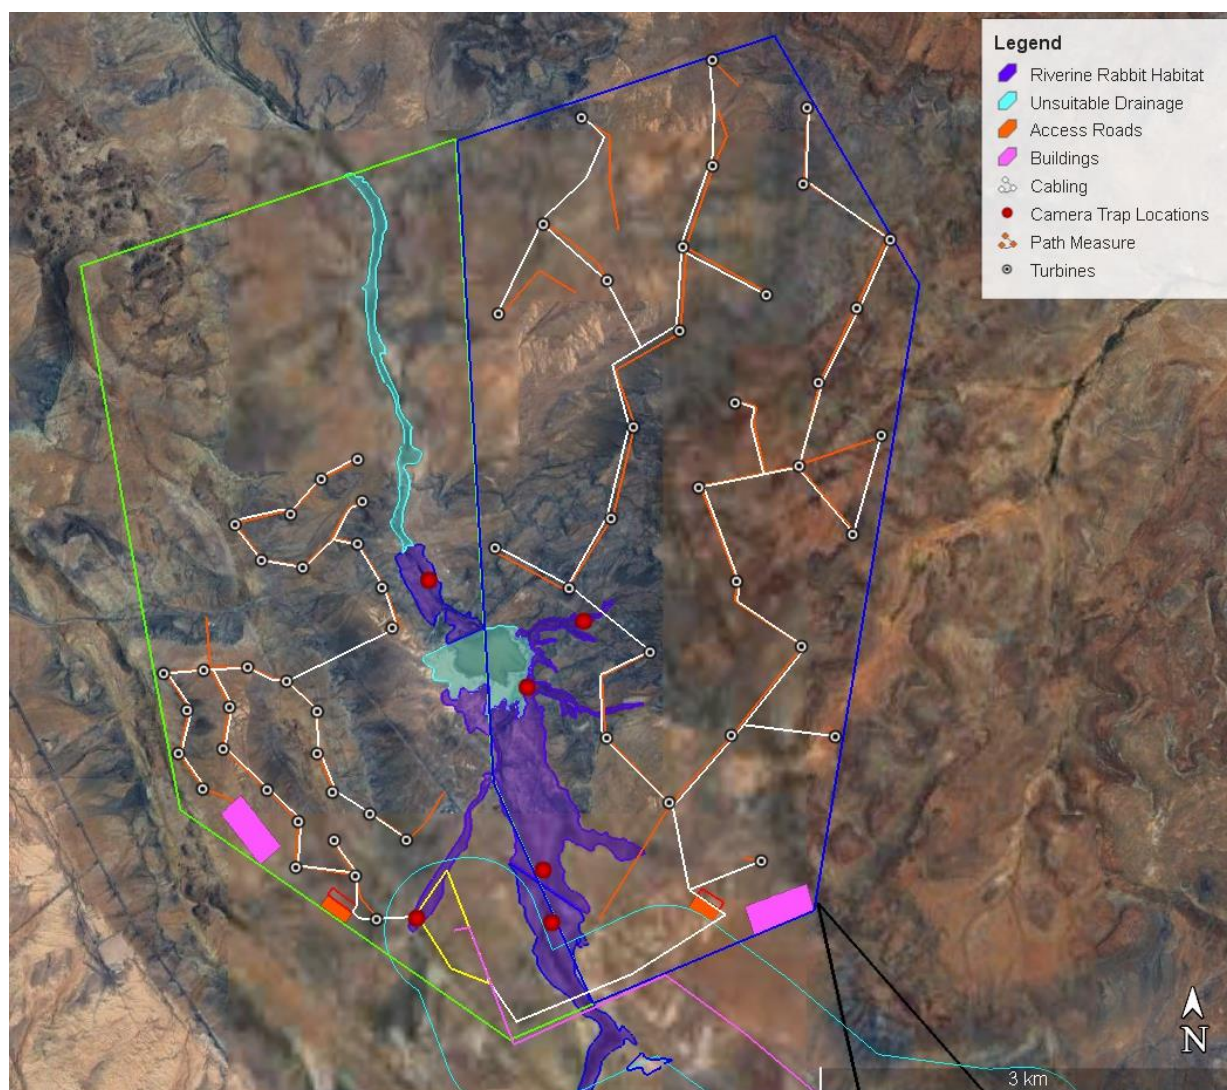 Legend
Riverine Rabbit Habitat
Unsuitable Drainage
Access Roads
Buildings
Cabling
Camera Trap Locations
Path Measure
Turbines
N
3 km